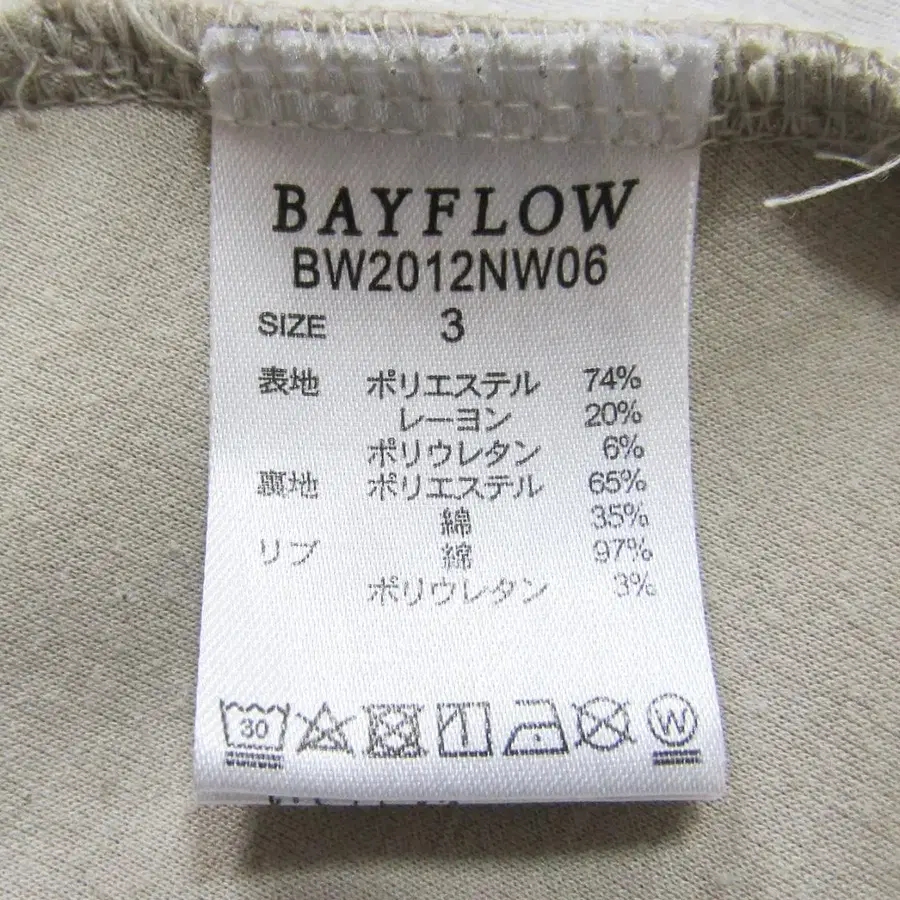 BAYFLOW
BW2012NW06
SIZE 3
表地 ポリエステル 74%
レーヨン 20%
ポリウレタン 6%
裏地 ポリエステル 65%
綿 35%
リブ 綿 97%
ポリウレタン 3%
30 W